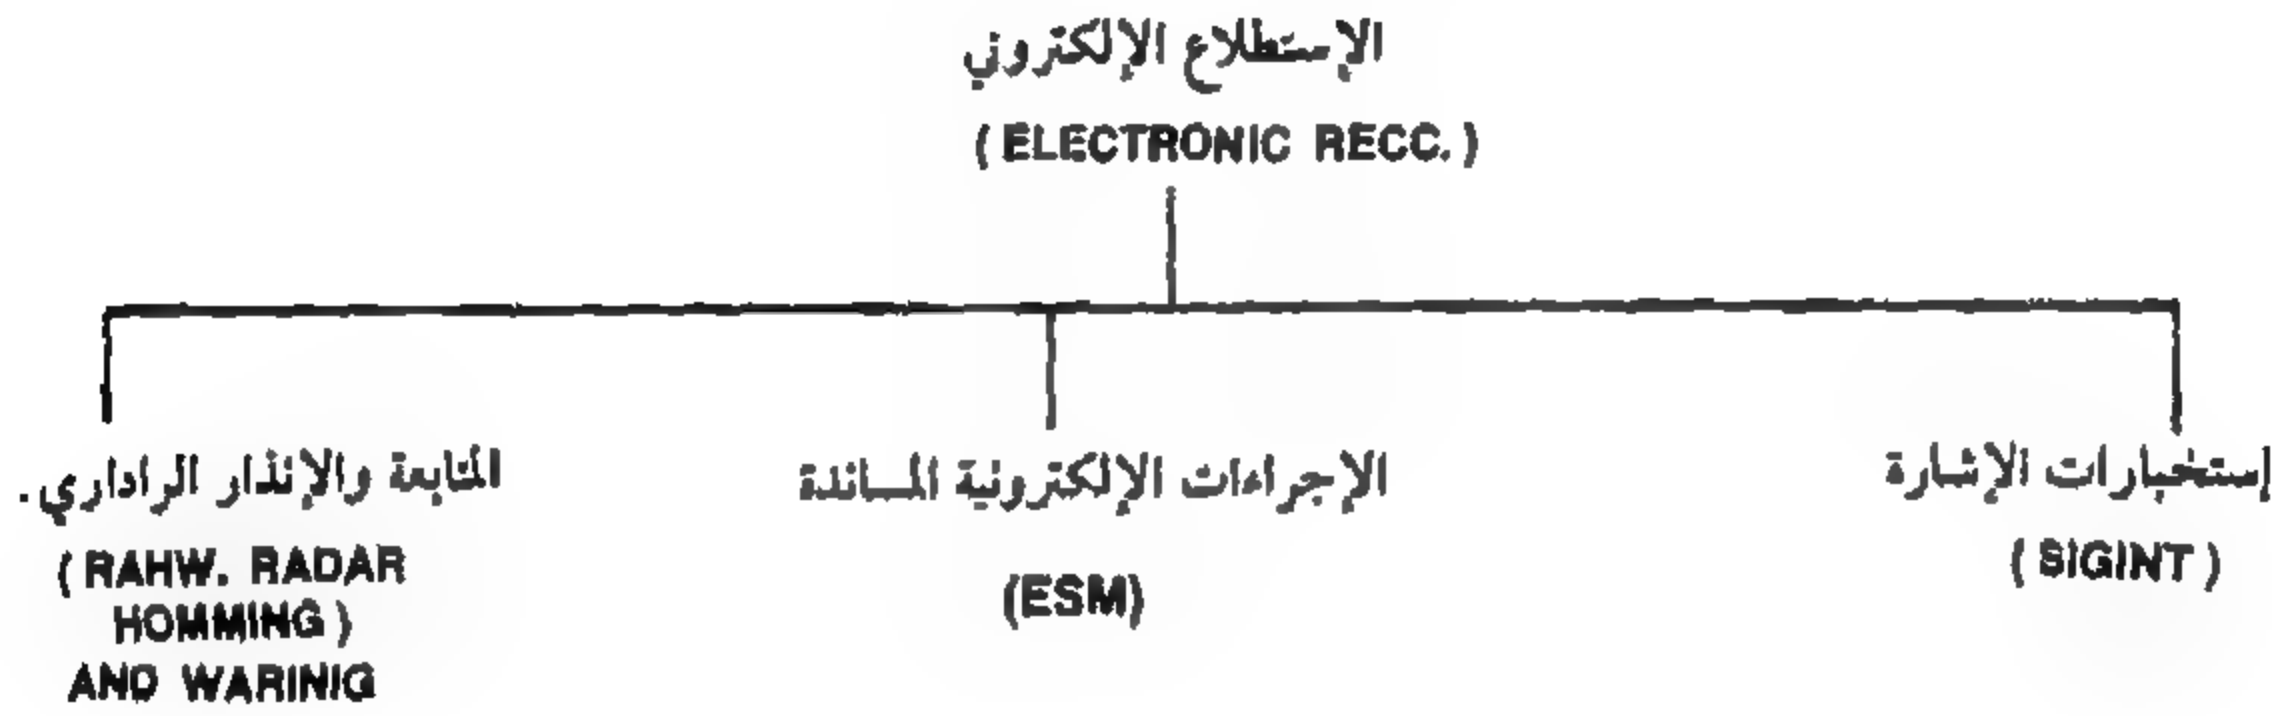 الإستطلاع الإلكتروني
( ELECTRONIC RECC. )
إستخبارات الإشارة
( SIGINT )
الإجراءات الإلكترونية المساندة
(ESM)
المتابعة والإنذار الراداري.
( RAHW. RADAR
HOMMING )
AND WARINIG